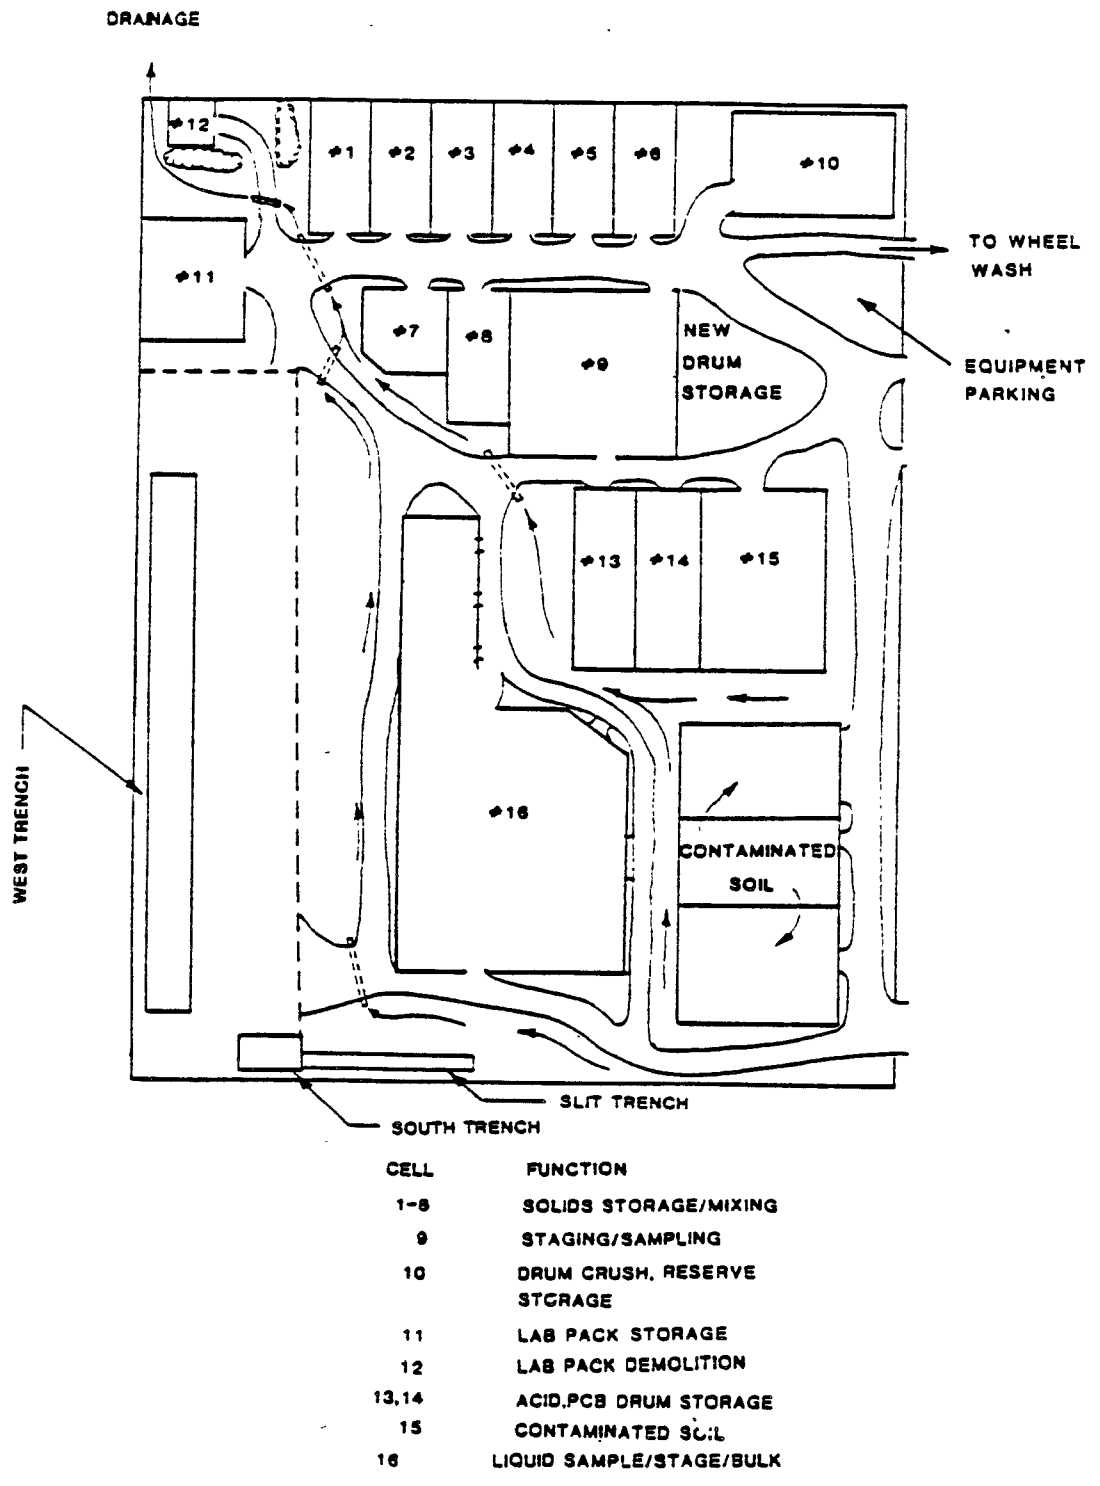 DRAINAGE
#12
#1
#2
#3
#4
#5
#6
#10
TO WHEEL
WASH
#11
#7
#8
#9
NEW
DRUM
STORAGE
EQUIPMENT
PARKING
#13
#14
#15
WEST TRENCH
#16
CONTAMINATED
SOIL
SLIT TRENCH
SOUTH TRENCH
CELL FUNCTION
1-8 SOLIDS STORAGE/MIXING
9 STAGING/SAMPLING
10 DRUM CRUSH, RESERVE
STORAGE
11 LAB PACK STORAGE
12 LAB PACK DEMOLITION
13,14 ACID,PCB DRUM STORAGE
15 CONTAMINATED SOIL
16 LIQUID SAMPLE/STAGE/BULK